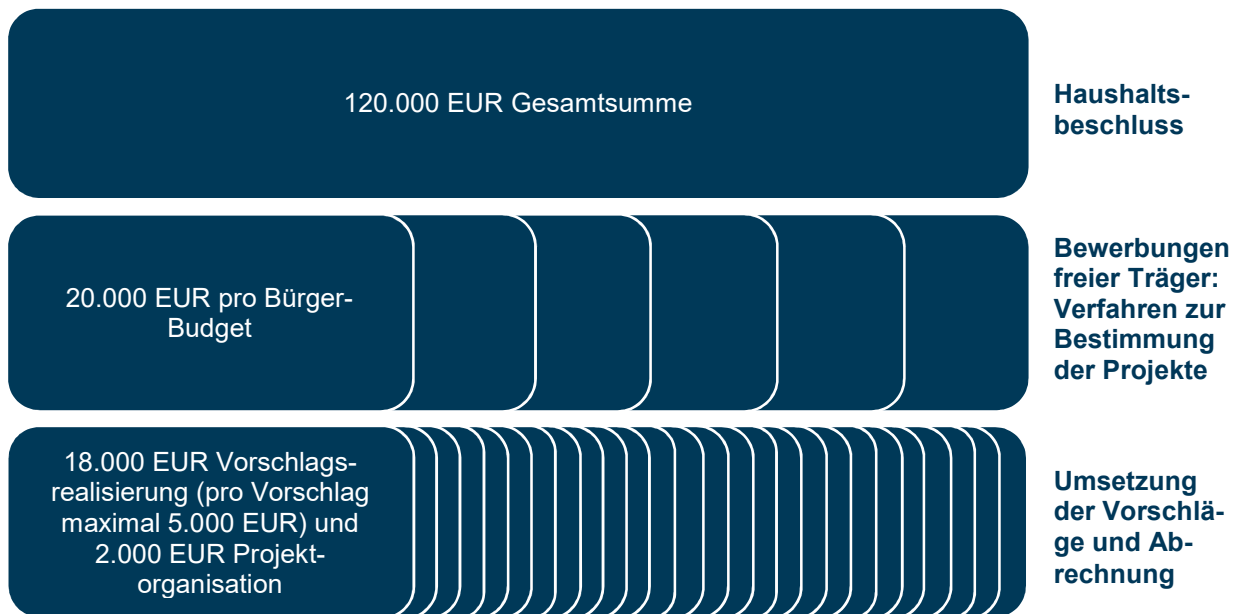 120.000 EUR Gesamtsumme
Haushalts-
beschluss
20.000 EUR pro Bürger-
Budget
Bewerbungen
freier Träger:
Verfahren zur
Bestimmung
der Projekte
18.000 EUR Vorschlags-
realisierung (pro Vorschlag
maximal 5.000 EUR) und
2.000 EUR Projekt-
organisation
Umsetzung
der Vorschlä-
ge und Ab-
rechnung